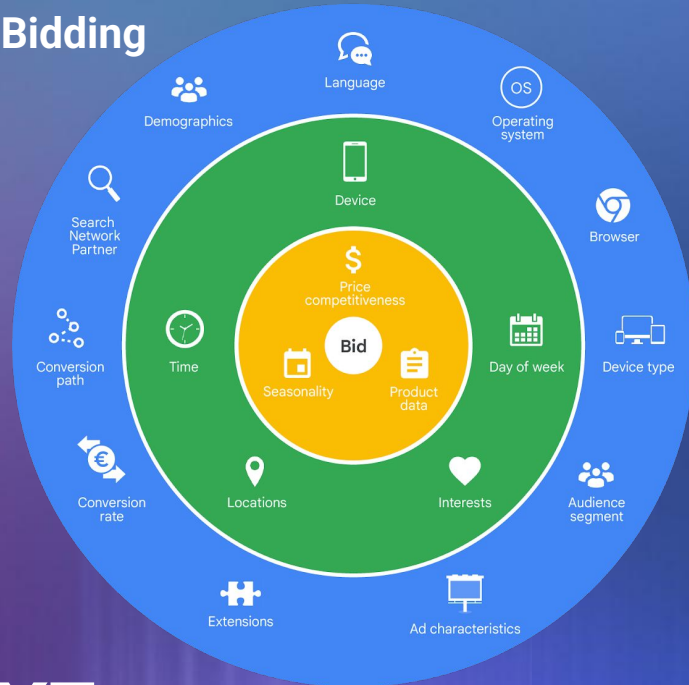 Bidding
Language
OS
Operating
system
Demographics
Browser
Search
Network
Partner
Device
Price
competitiveness
Bid
Seasonality
Product
data
Time
Day of week
Device type
Conversion
path
Locations
Interests
Conversion
rate
Audience
segment
Extensions
Ad characteristics